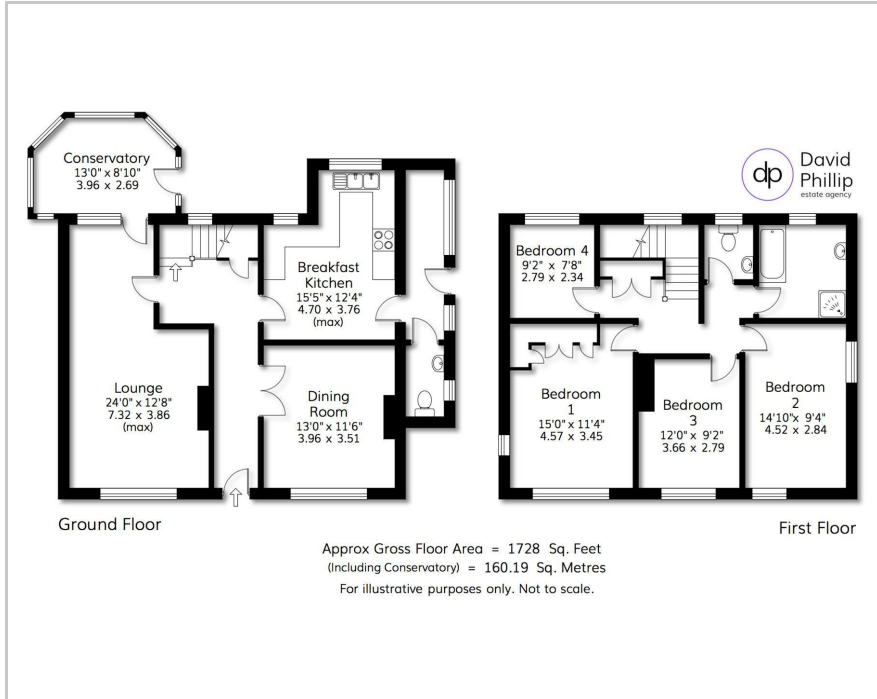 Conservatory
13'0" x 8'10"
3.96 x 2.69
Breakfast
Kitchen
15'5" x 12'4"
4.70 x 3.76
(max)
Lounge
24'0" x 12'8"
7.32 x 3.86
(max)
Dining
Room
13'0" x 11'6"
3.96 x 3.51
Ground Floor
dp
David
Phillip
estate agency
Bedroom 4
9'2" x 7'8"
2.79 x 2.34
Bedroom
1
15'0" x 11'4"
4.57 x 3.45
Bedroom
3
12'0" x 9'2"
3.66 x 2.79
Bedroom
2
14'10"x 9'4"
4.52 x 2.84
First Floor
Approx Gross Floor Area = 1728 Sq. Feet
(Including Conservatory) = 160.19 Sq. Metres
For illustrative purposes only. Not to scale.